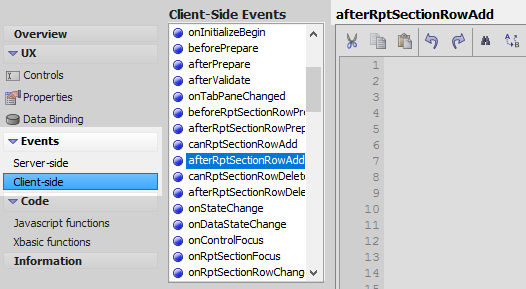 Overview
UX
Controls
Properties
Data Binding
Events
Server-side
Client-side
Code
Javascript functions
Xbasic functions
Information
Client-Side Events
onInitializeBegin
beforePrepare
afterPrepare
afterValidate
onTabPaneChanged
beforeRptSectionRowPre
afterRptSectionRowPrep
canRptSectionRowAdd
afterRptSectionRowAdd
canRptSectionRowDelete
afterRptSectionRowDele
onStateChange
onDataStateChange
onControlFocus
onRptSectionFocus
onRptSectionRowChang
afterRptSectionRowAdd
1
2
3
4
5
6
7
8
9
10
11
12
13
14